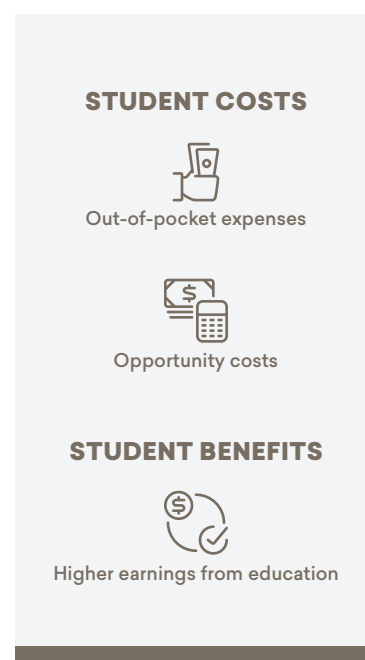 STUDENT COSTS
Out-of-pocket expenses
$
Opportunity costs
STUDENT BENEFITS
$
Higher earnings from education